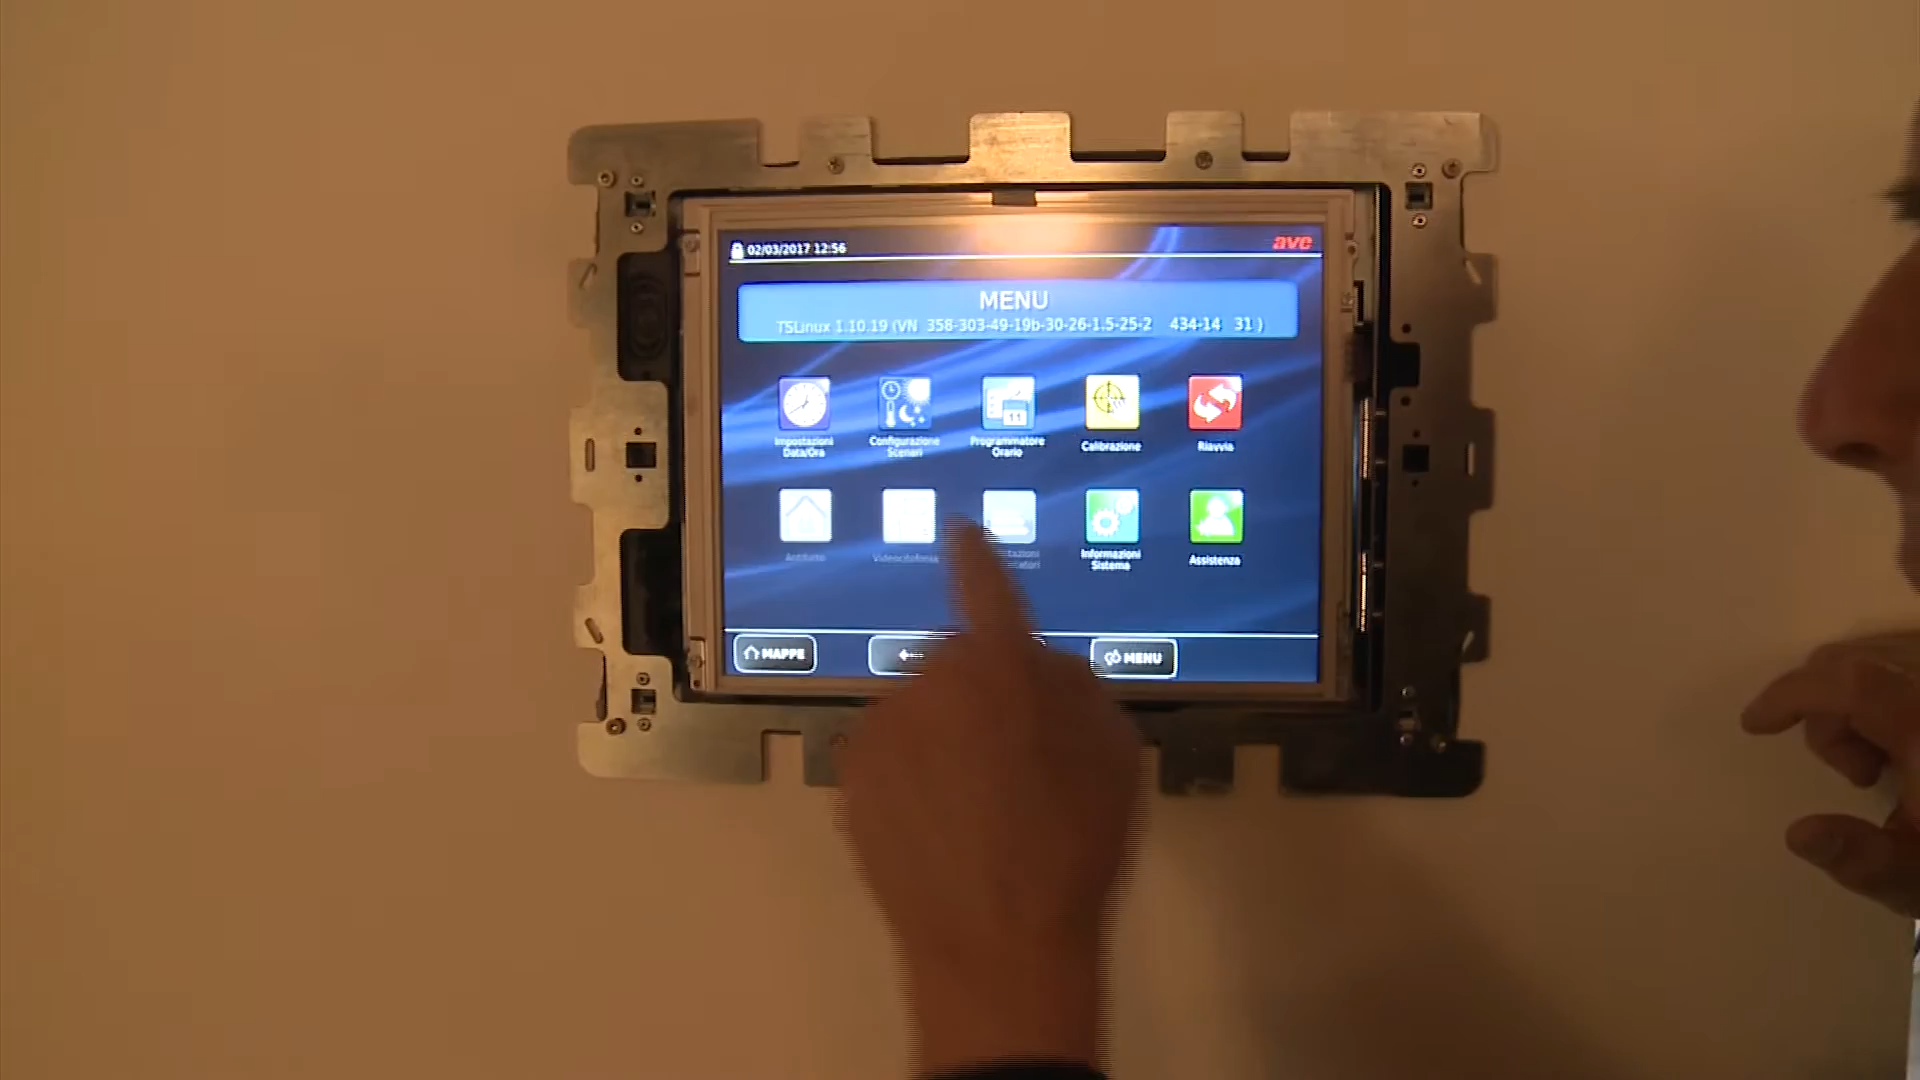 02/03/2017 12:56
ave
MENU
TSLinux 1.10.19 (VN 358-303-49-19b-30-26-1.5-25-2 434-14 31 )
Impostazioni
Data/Ora
Configurazione
Scenari
Programmatore
Orario
Calibrazione
Riavvia
Antifurto
Videocitofonia
Informazioni
Sistema
Assistenza
MAPPE
MENU